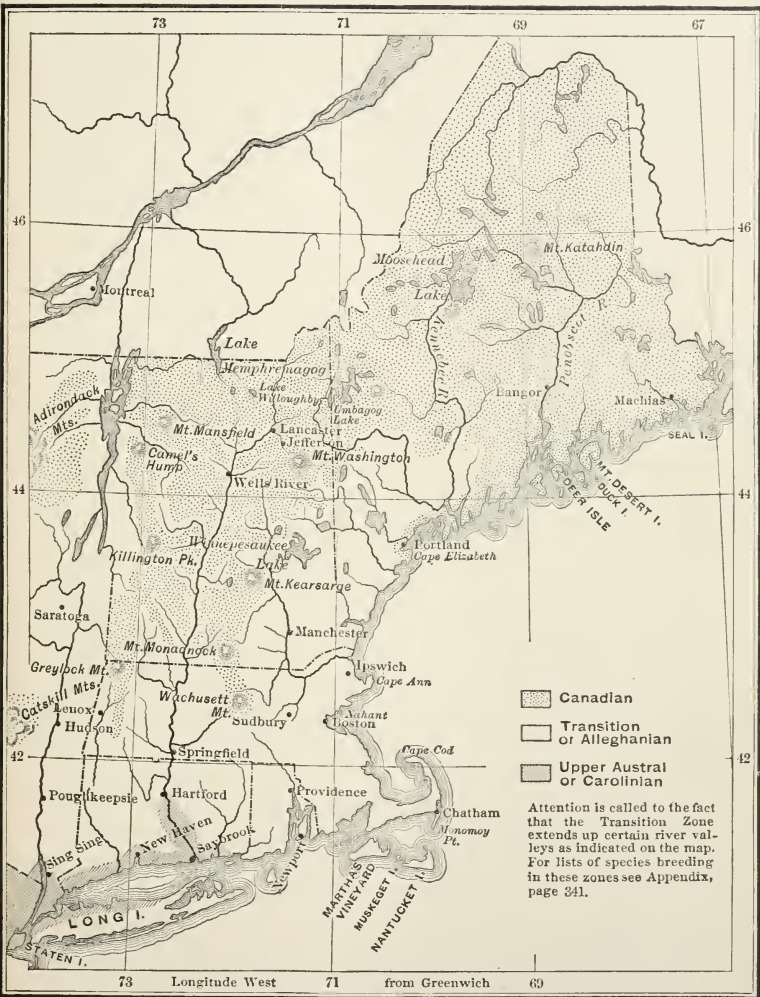 73 71 69 67
46 46
Montreal
Moosehead
Lake
Mt.Katahdin
Kennebec R
Penobscot R
Lake
Memphremagog
Lake
Willoughby
Umbagog
Lake
Adirondack
Mts.
Mt.Mansfield
Lancaster
Jefferson
Mt.Washington
Camel's
Hump
Wells River
Bangor
Machias
SEAL I.
MT. DESERT I.
DUCK I.
DEER ISLE
44 44
Winnepesaukee
Lake
Killington Pk.
Mt.Kearsarge
Portland
Cape Elizabeth
Saratoga
Manchester
Mt.Monadnock
Greylock Mt.
Ipswich
Cape Ann
Catskill Mts.
Lenox
Hudson
Wachusett
Mt.
Sudbury
Nahant
Boston
Cape Cod
42 42
Springfield
Poughkeepsie
Hartford
Providence
Chatham
Monomoy
Pt.
Sing Sing
New Haven
Saybrook
Newport
MARTHAS
VINEYARD
MUSKEGET I.
NANTUCKET I.
LONG I.
STATEN I.
Canadian
Transition
or Alleghanian
Upper Austral
or Carolinian
Attention is called to the fact
that the Transition Zone
extends up certain river val-
leys as indicated on the map.
For lists of species breeding
in these zones see Appendix,
page 341.
73 Longitude West 71 from Greenwich 69